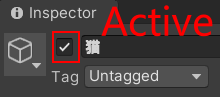 Inspector
Active
猫
Tag Untagged